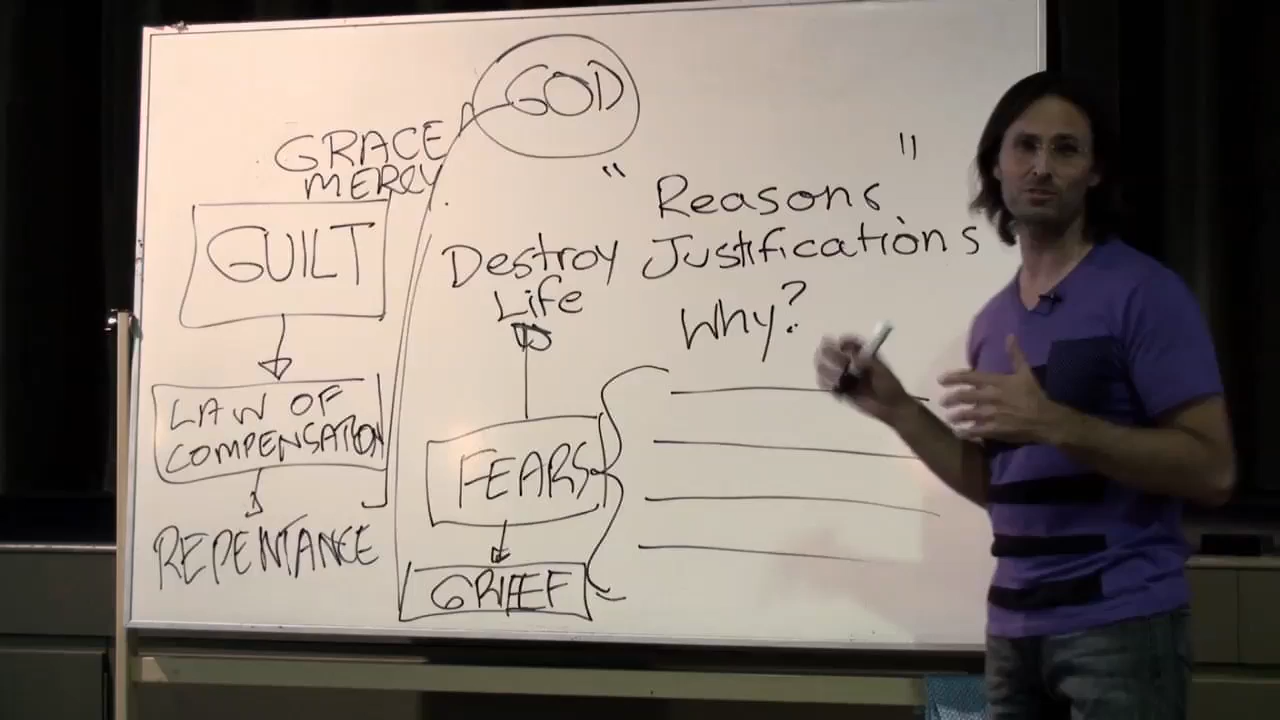 GOD
GRACE
MERCY
GUILT
LAW OF
COMPENSATION
REPENTANCE
" Reasons "
Destroy Justifications
Life
Why?
FEARS
GRIEF